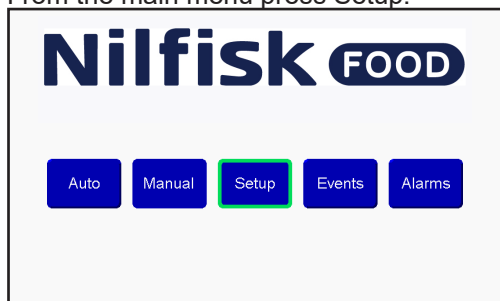 From the main menu press Setup.
Nilfisk FOOD
Auto Manual Setup Events Alarms